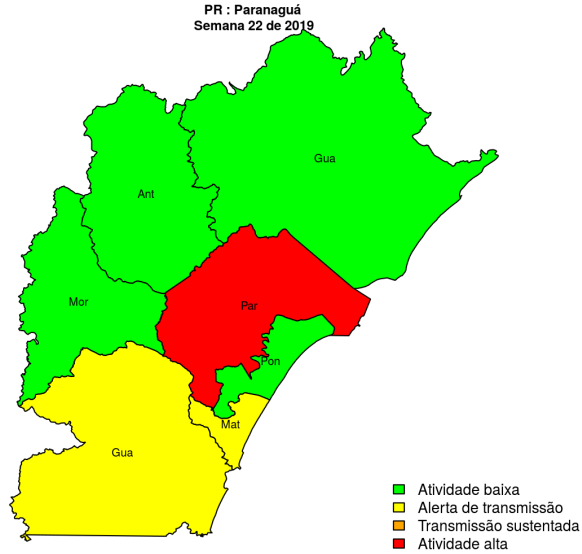 PR : Paranaguá
Semana 22 de 2019
Gua
Ant
Mor
Par
Pon
Mat
Gua
Atividade baixa
Alerta de transmissão
Transmissão sustentada
Atividade alta